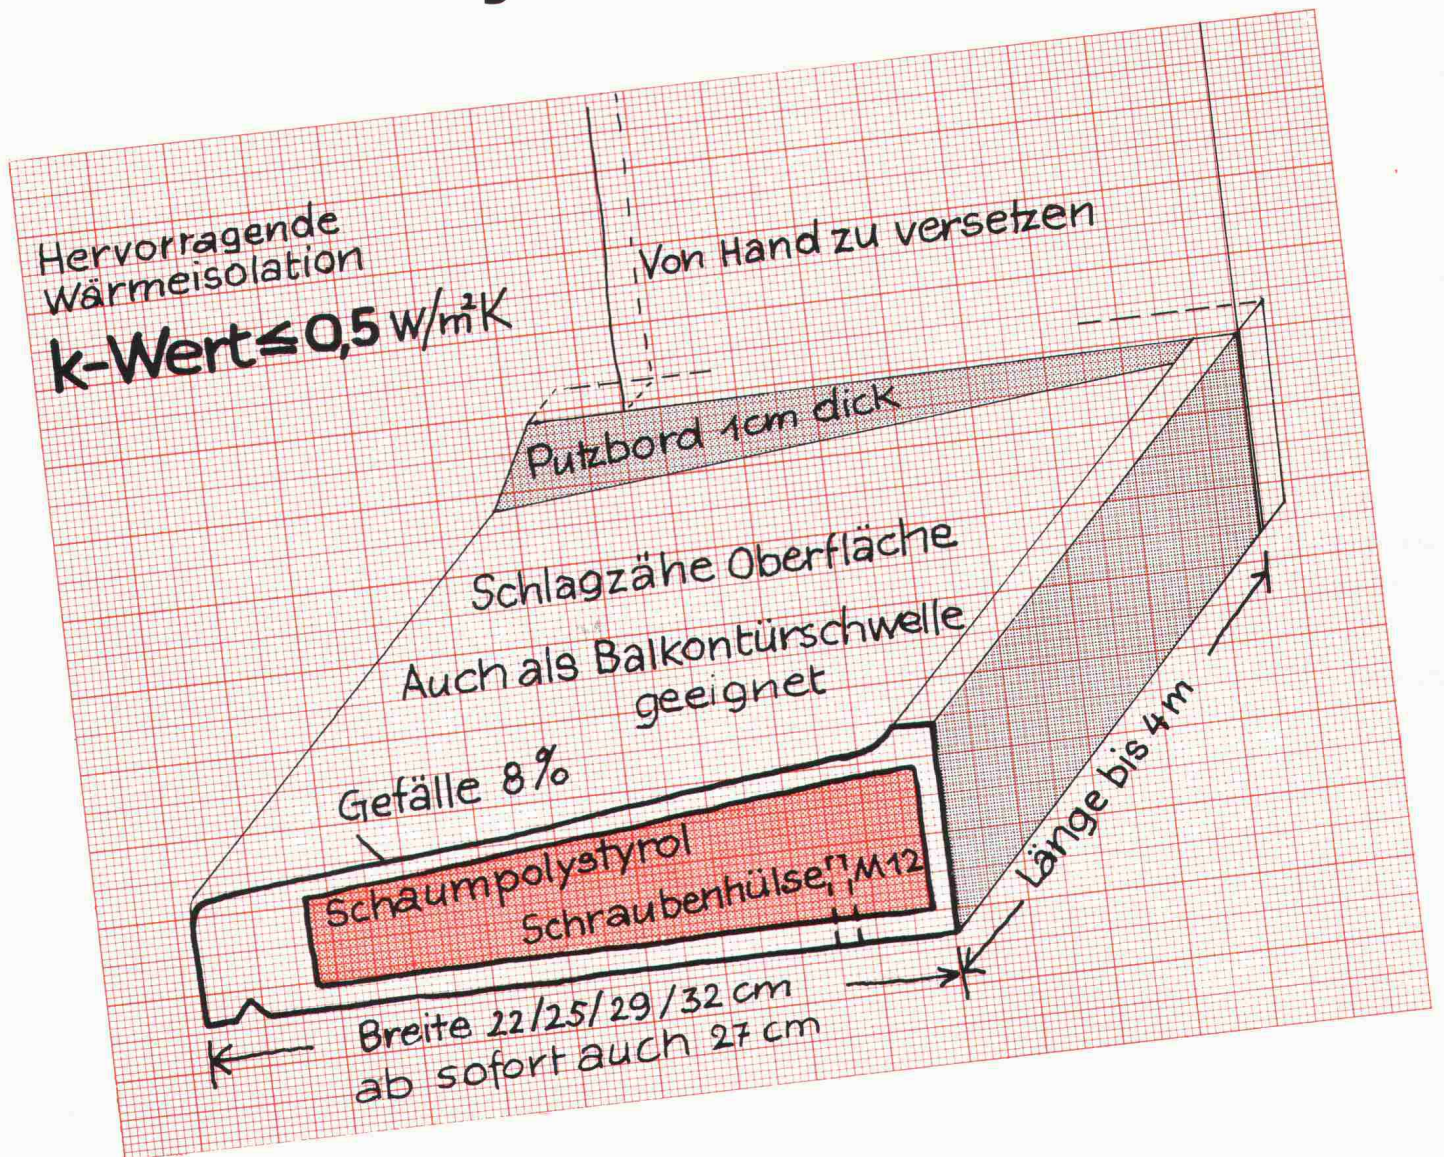 Hervorragende
Wärmeisolation
k-Wert ≤ 0,5 W/m²K
Von Hand zu versetzen
Putzbord 1cm dick
Schlagzähe Oberfläche
Auch als Balkontürschwelle
geeignet
Gefälle 8%
Schaumpolystyrol
Schraubenhülse M12
Länge bis 4m
Breite 22/25/29/32 cm
ab sofort auch 27 cm